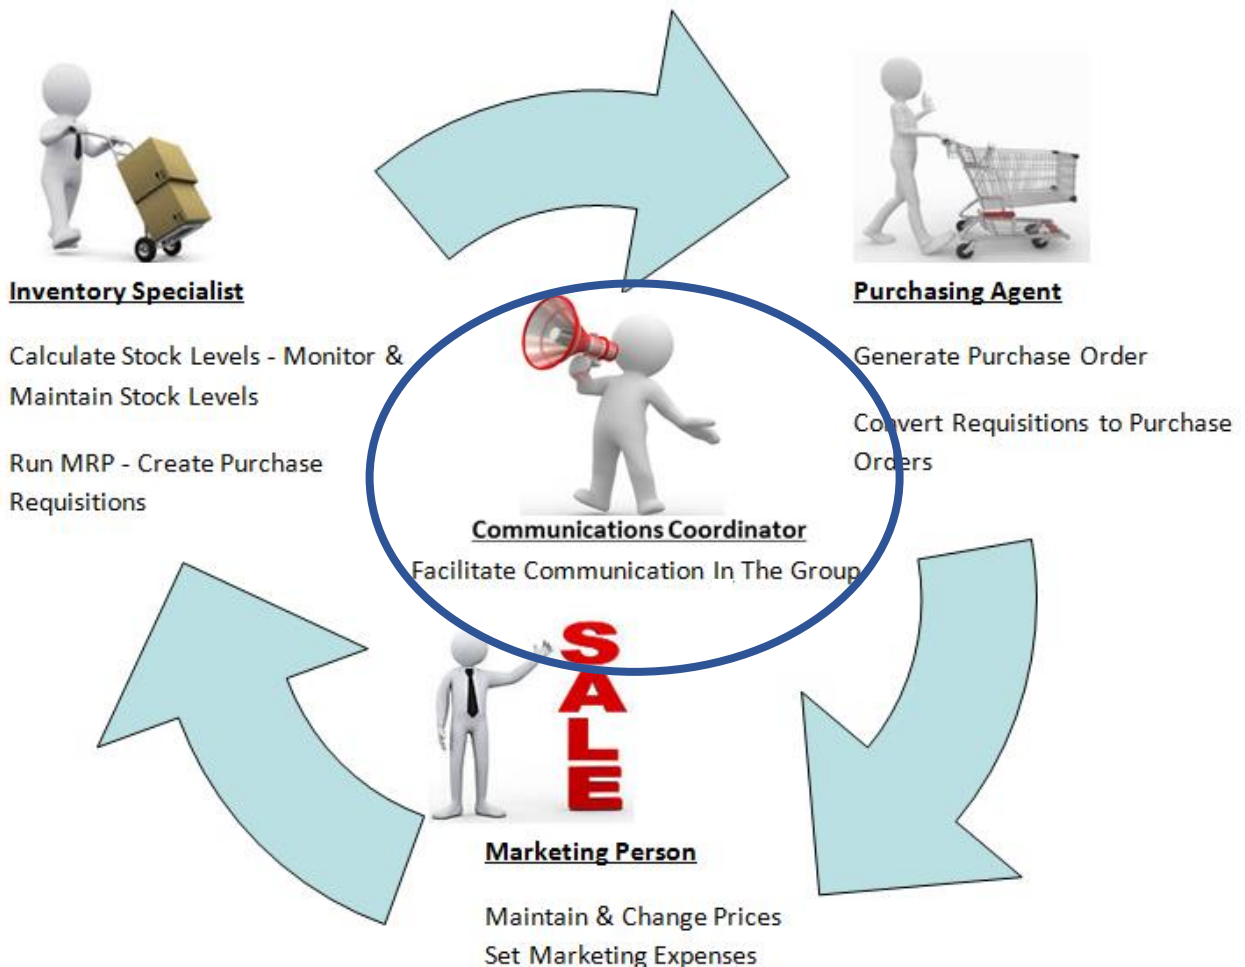 Inventory Specialist
Calculate Stock Levels - Monitor &
Maintain Stock Levels
Run MRP - Create Purchase
Requisitions
Purchasing Agent
Generate Purchase Order
Convert Requisitions to Purchase
Orders
Communications Coordinator
Facilitate Communication In The Group
SALE
Marketing Person
Maintain & Change Prices
Set Marketing Expenses